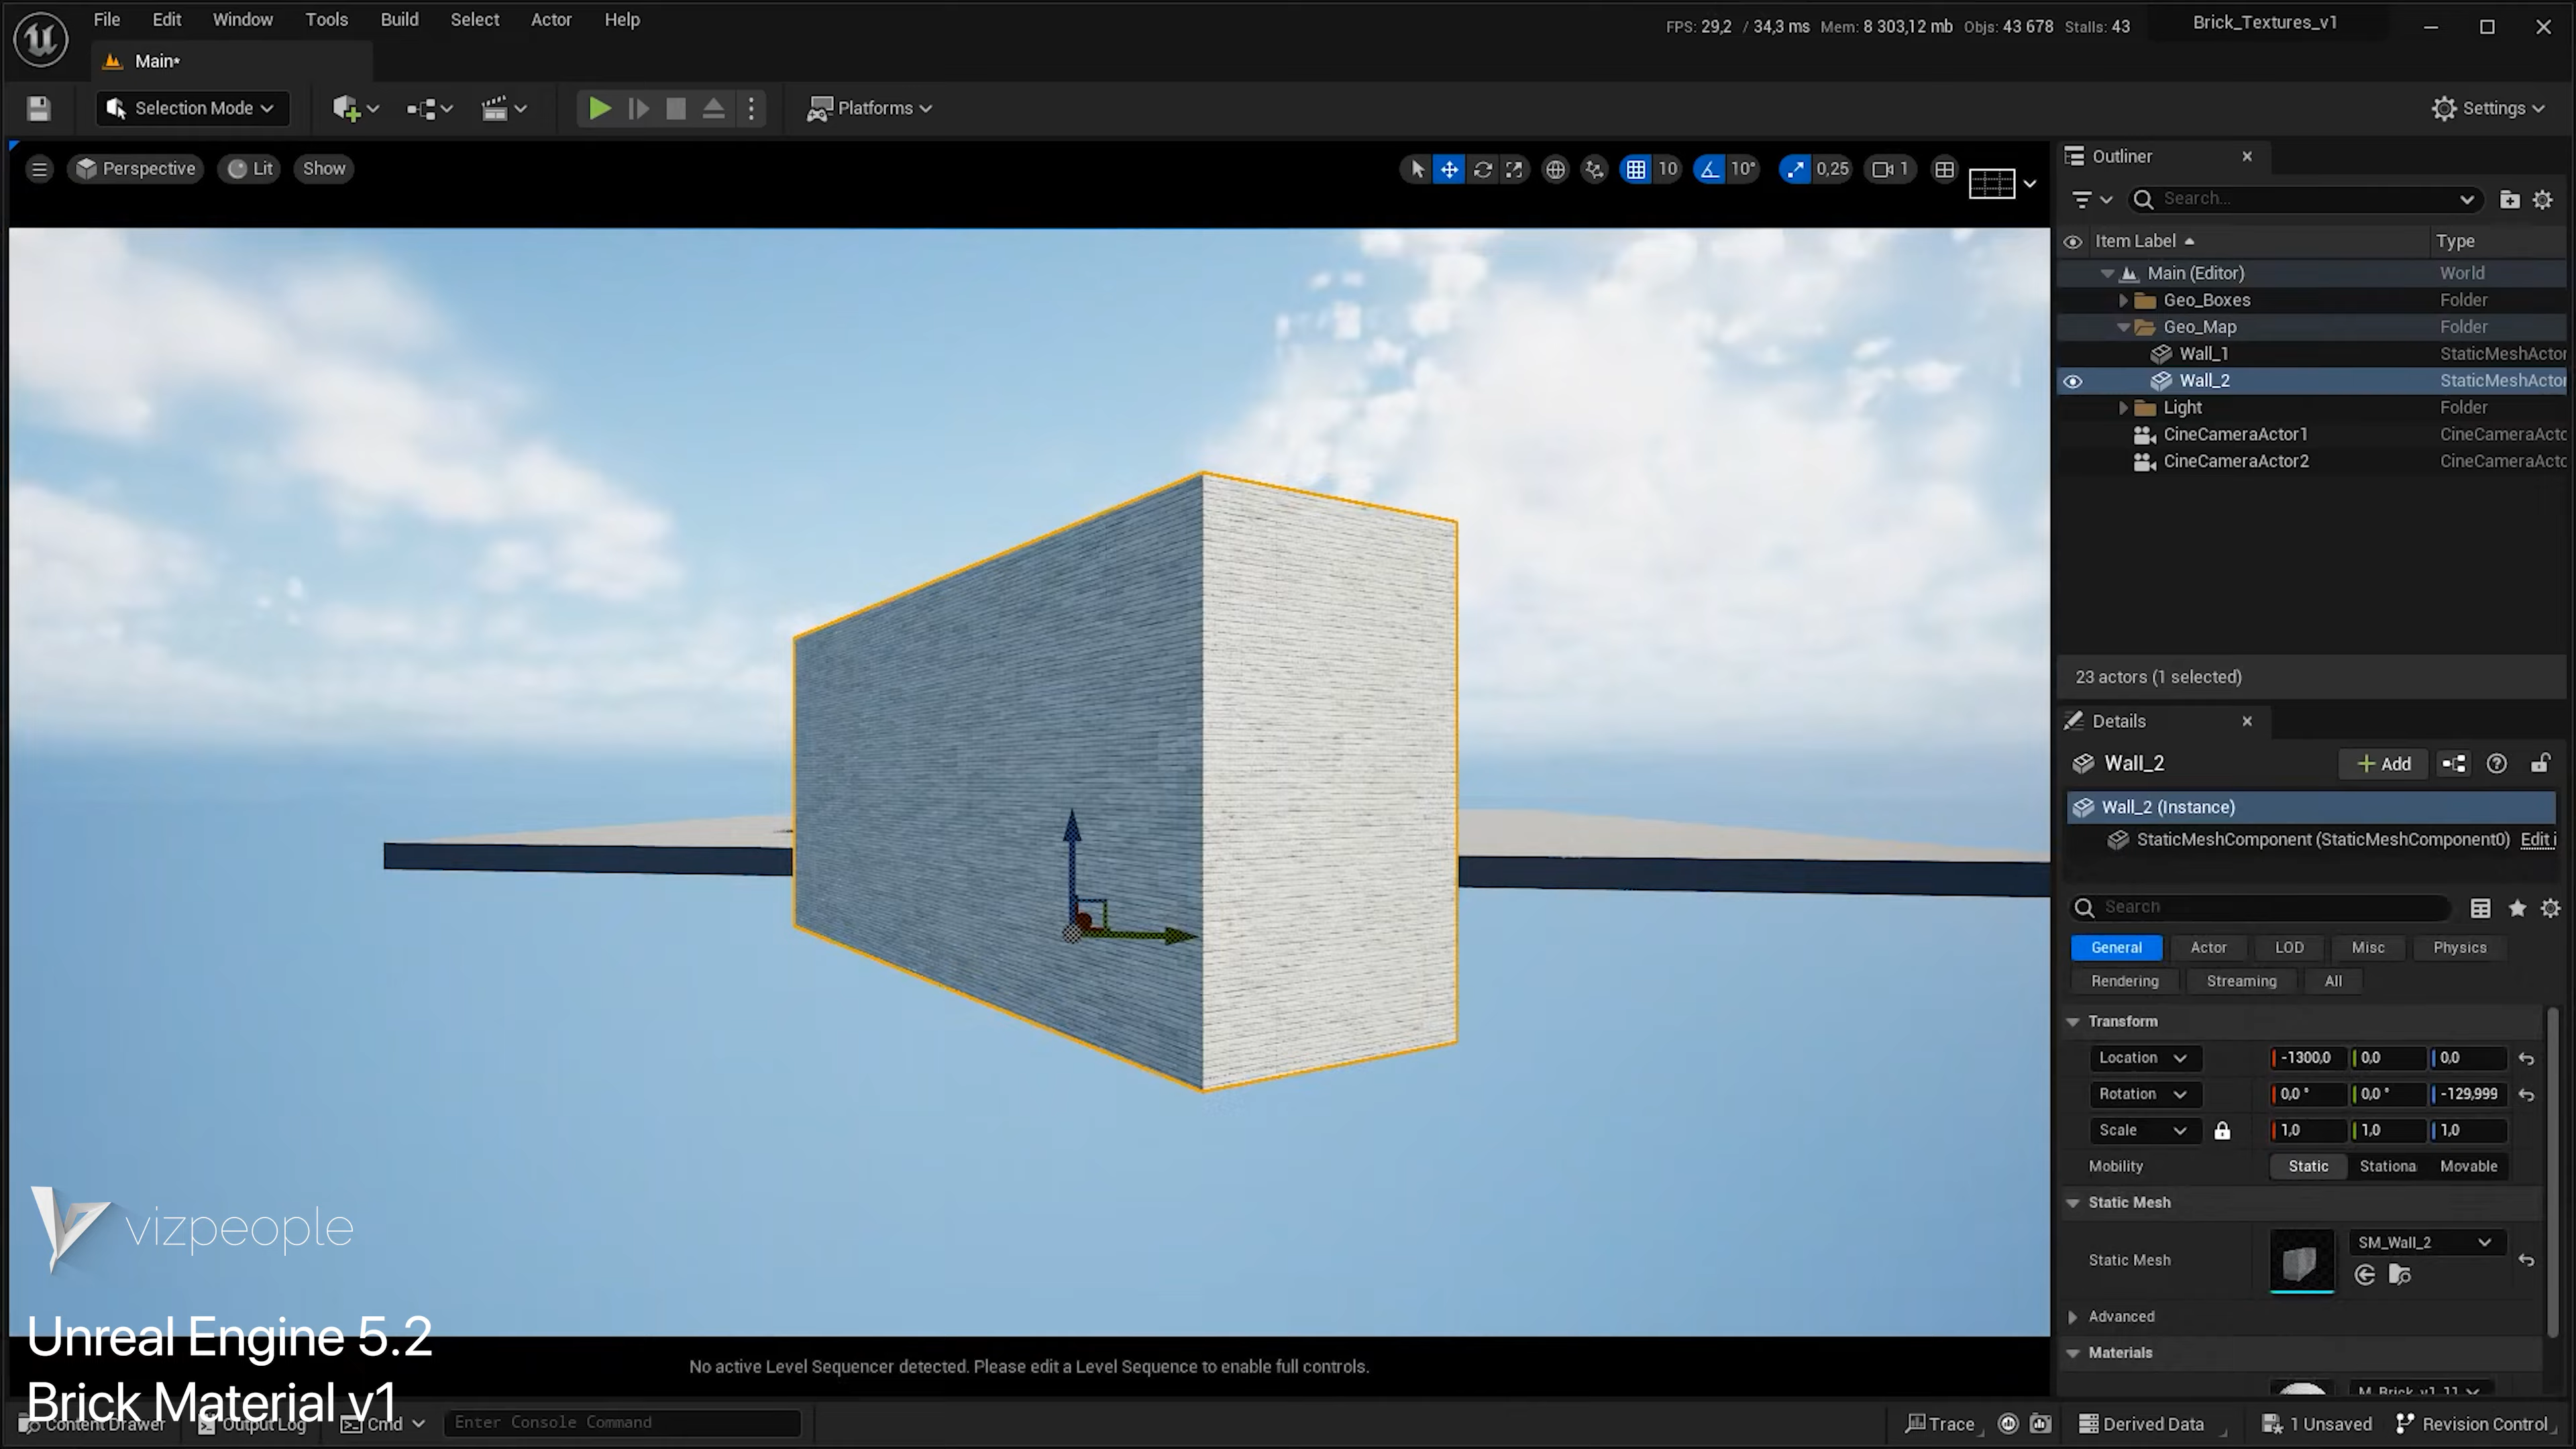 File Edit Window Tools Build Select Actor Help
FPS: 29,2 / 34,3 ms Mem: 8 303,12 mb Objs: 43 678 Stalls: 43
Brick_Textures_v1
Main*
Selection Mode
Platforms
Settings
Perspective Lit Show
10 10° 0,25 1
Outliner
Search...
Item Label Type
Main (Editor) World
Geo_Boxes Folder
Geo_Map Folder
Wall_1 StaticMeshActor
Wall_2 StaticMeshActor
Light Folder
CineCameraActor1 CineCameraActo
CineCameraActor2 CineCameraActo
23 actors (1 selected)
Details
Wall_2 Add
Wall_2 (Instance)
StaticMeshComponent (StaticMeshComponent0) Edit i
Search
General Actor LOD Misc Physics
Rendering Streaming All
Transform
Location -1300,0 0,0 0,0
Rotation 0,0 ° 0,0 ° -129,999
Scale 1,0 1,0 1,0
Mobility Static Stationa Movable
Static Mesh
Static Mesh SM_Wall_2
Advanced
Materials
M_Brick_v1_11
vizpeople
Unreal Engine 5.2
Brick Material v1
No active Level Sequencer detected. Please edit a Level Sequence to enable full controls.
Content Drawer Output Log Cmd Enter Console Command
Trace Derived Data 1 Unsaved Revision Control